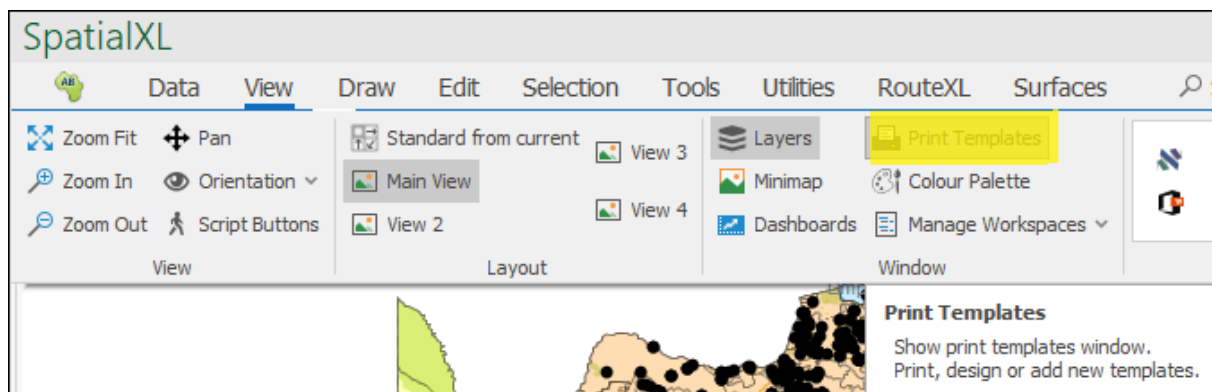 SpatialXL
AB
Data View Draw Edit Selection Tools Utilities RouteXL Surfaces
Zoom Fit Pan Standard from current View 3 Layers Print Templates
Zoom In Orientation Main View Minimap Colour Palette
Zoom Out Script Buttons View 2 View 4 Dashboards Manage Workspaces
View Layout Window
Print Templates
Show print templates window.
Print, design or add new templates.